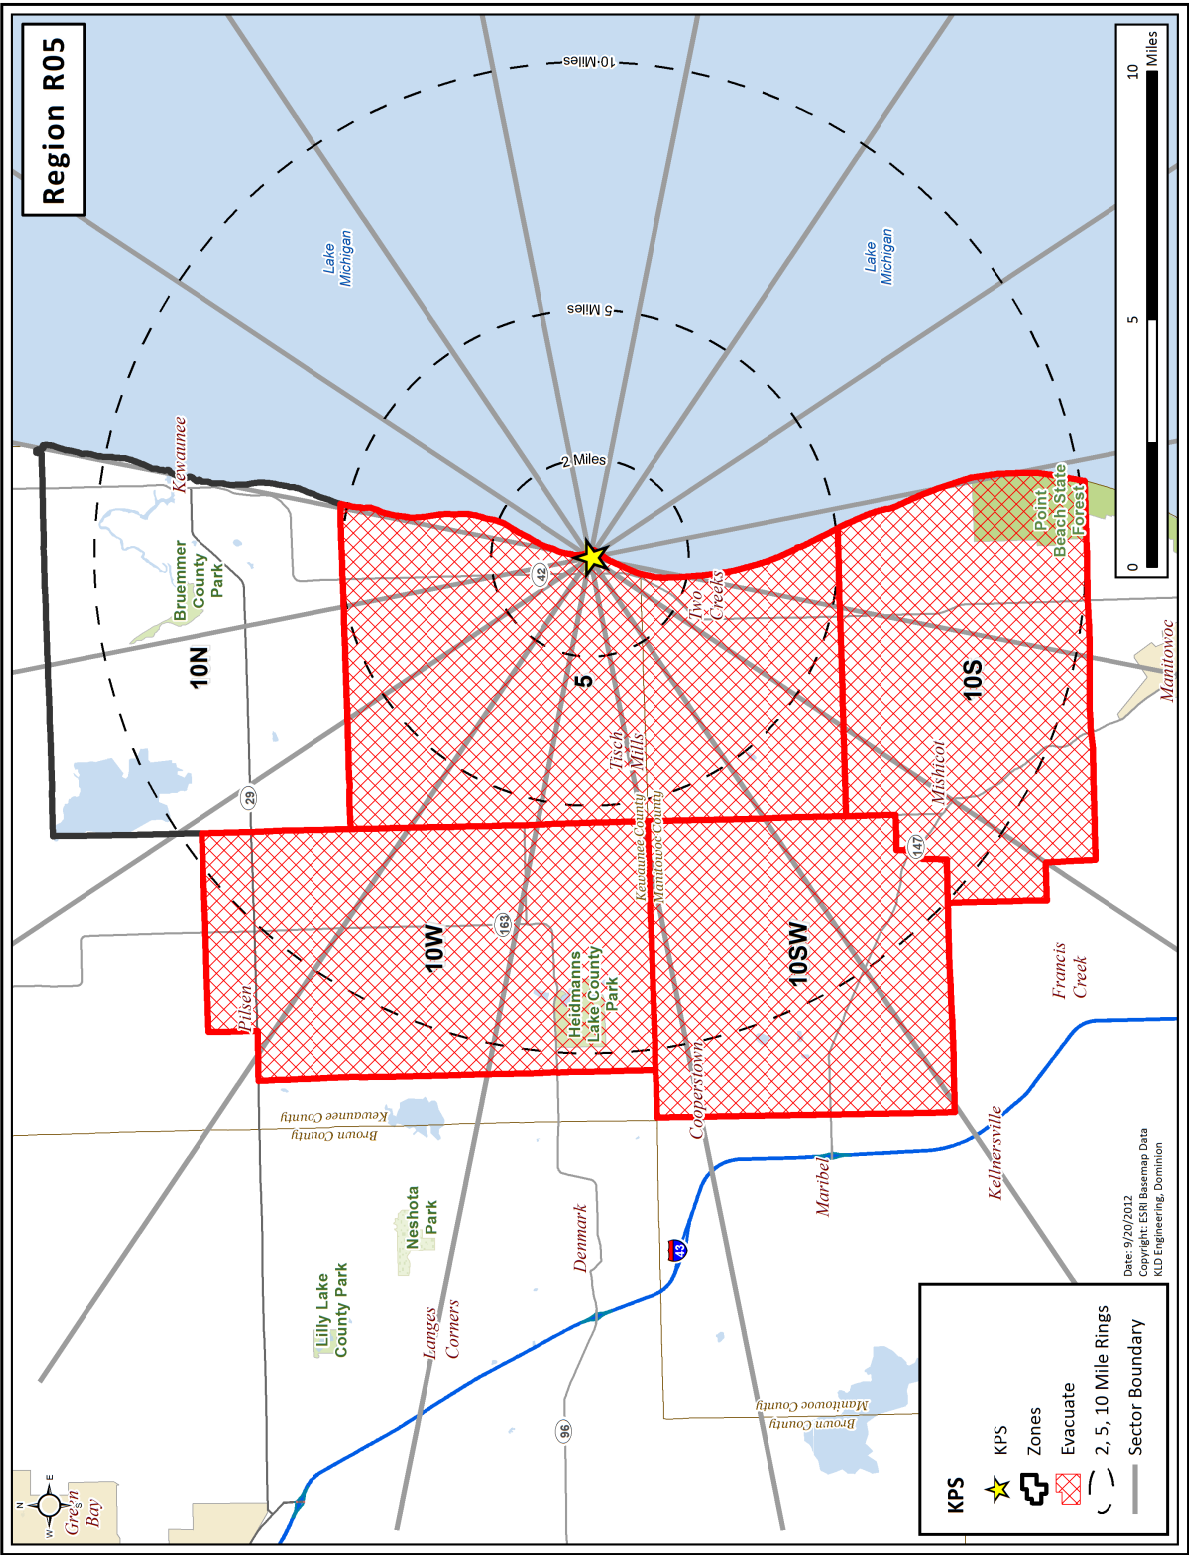 Region R05
10 Miles
5 Miles
2 Miles
Lake
Michigan
Lake
Michigan
Kewaunee
Bruemmer
County
Park
10N
42
29
5
Two
Creeks
Tisch
Mills
Kewaunee County
Manitowoc County
10S
Point
Beach State
Forest
Mishicot
Manitowoc
147
10W
163
Pilsen
Heidmanns
Lake County
Park
10SW
Cooperstown
Francis
Creek
Kewaunee County
Brown County
Neshota
Park
Lilly Lake
County Park
Langes
Corners
Denmark
43
Maribel
Kellnersville
96
Manitowoc County
Brown County
Green
Bay
N
E
S
W
0
5
10
Miles
KPS
KPS
Zones
Evacuate
2, 5, 10 Mile Rings
Sector Boundary
Date: 9/20/2012
Copyright: ESRI Basemap Data
KLD Engineering, Dominion